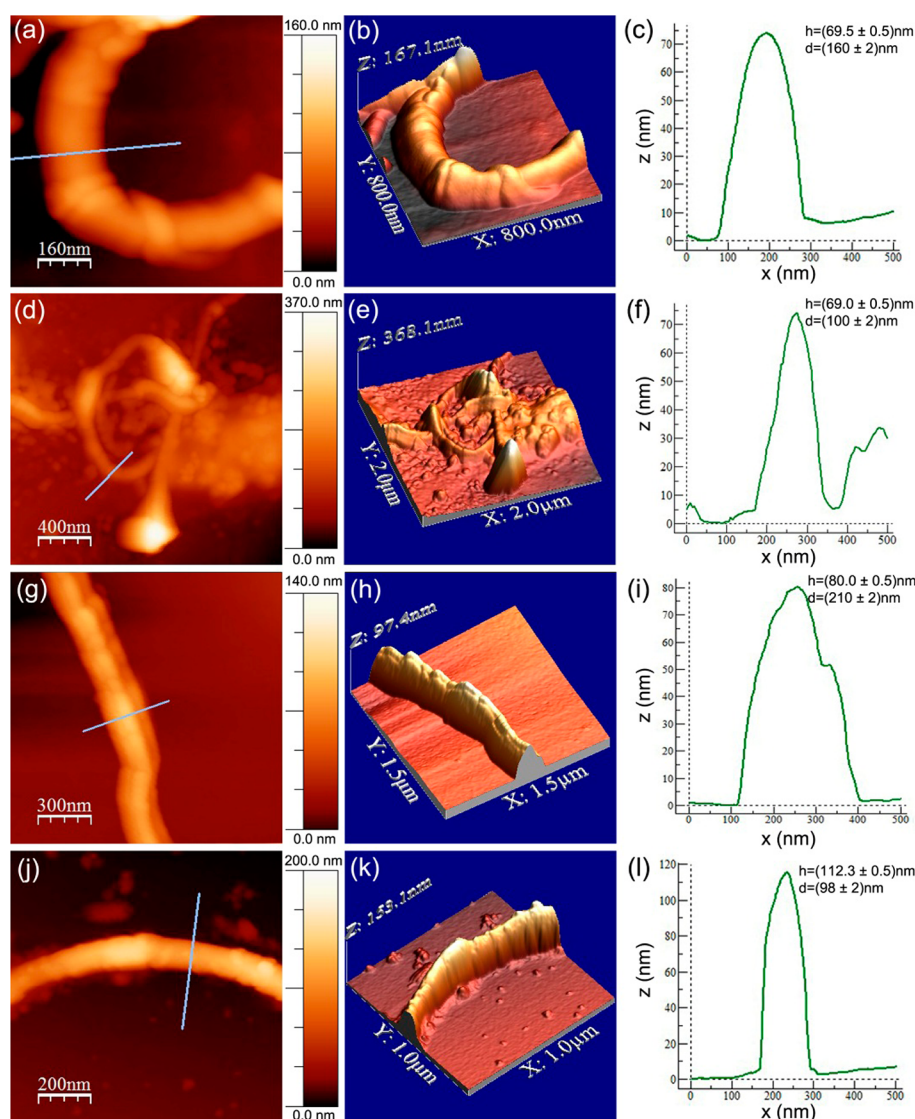 (a)
160nm
160.0 nm
0.0 nm
(b)
Z: 167.1nm
Y: 800.0nm
X: 800.0nm
(c)
h=(69.5 ± 0.5)nm
d=(160 ± 2)nm
z (nm)
70
60
50
40
30
20
10
0
0 100 200 300 400 500
x (nm)
(d)
400nm
370.0 nm
0.0 nm
(e)
Z: 368.1nm
Y: 2.0µm
X: 2.0µm
(f)
h=(69.0 ± 0.5)nm
d=(100 ± 2)nm
z (nm)
70
60
50
40
30
20
10
0
0 100 200 300 400 500
x (nm)
(g)
300nm
140.0 nm
0.0 nm
(h)
Z: 97.4nm
Y: 1.5µm
X: 1.5µm
(i)
h=(80.0 ± 0.5)nm
d=(210 ± 2)nm
z (nm)
80
70
60
50
40
30
20
10
0
0 100 200 300 400 500
x (nm)
(j)
200nm
200.0 nm
0.0 nm
(k)
Z: 153.1nm
Y: 1.0µm
X: 1.0µm
(l)
h=(112.3 ± 0.5)nm
d=(98 ± 2)nm
z (nm)
120
100
80
60
40
20
0
0 100 200 300 400 500
x (nm)